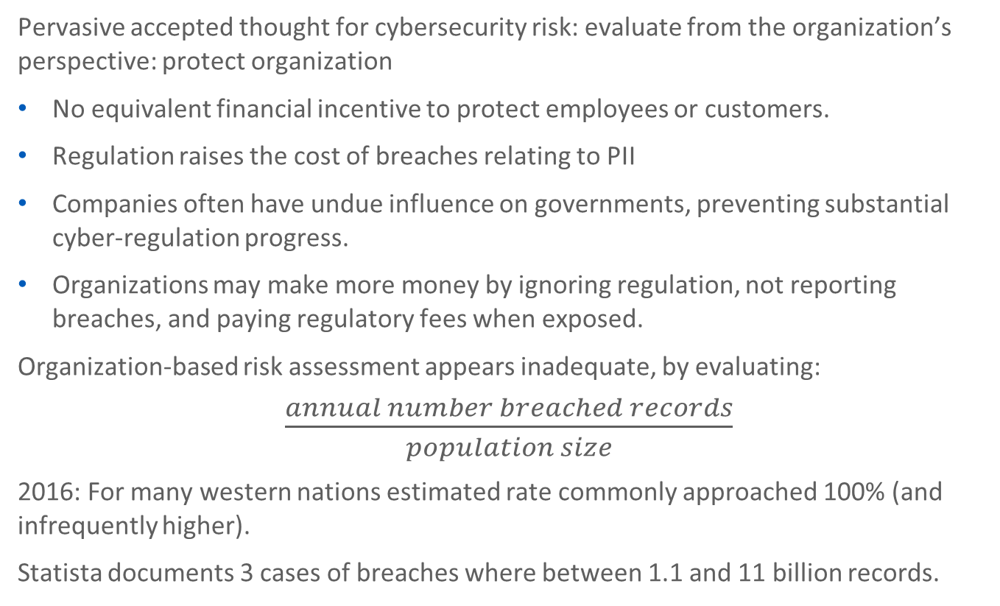 Pervasive accepted thought for cybersecurity risk: evaluate from the organization’s
perspective: protect organization
• No equivalent financial incentive to protect employees or customers.
• Regulation raises the cost of breaches relating to PII
• Companies often have undue influence on governments, preventing substantial
cyber-regulation progress.
• Organizations may make more money by ignoring regulation, not reporting
breaches, and paying regulatory fees when exposed.
Organization-based risk assessment appears inadequate, by evaluating:
annual number breached records
population size
2016: For many western nations estimated rate commonly approached 100% (and
infrequently higher).
Statista documents 3 cases of breaches where between 1.1 and 11 billion records.